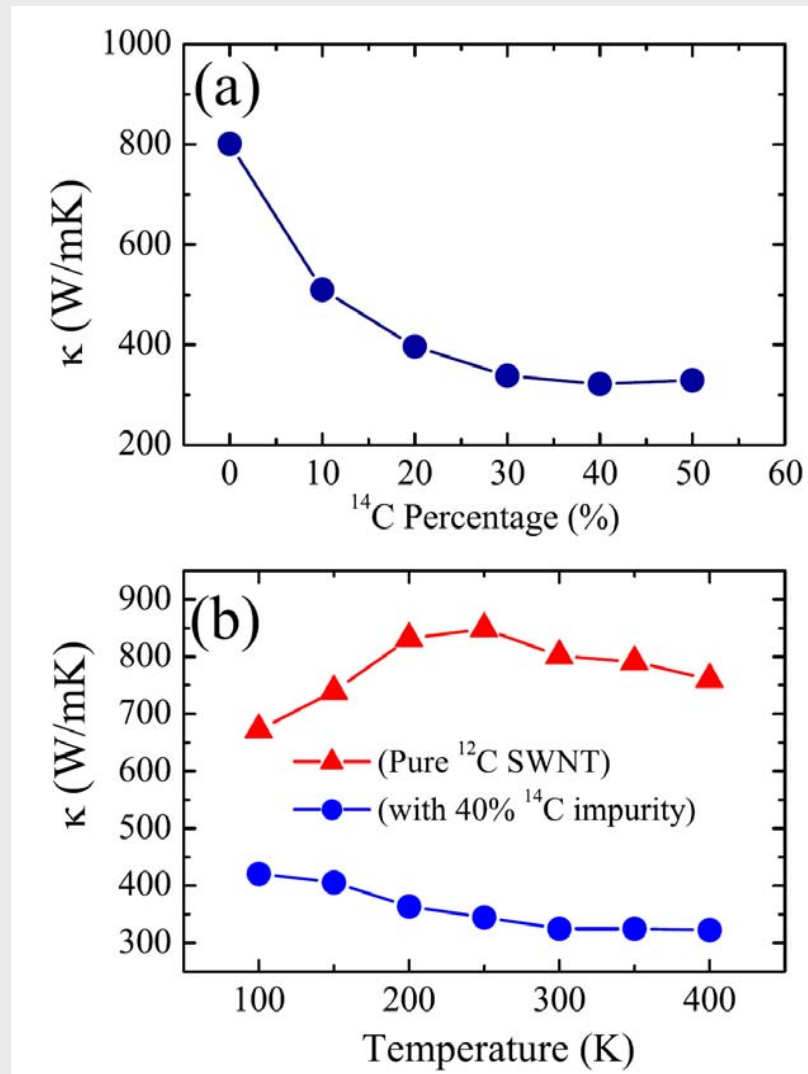 (a)
1000
800
600
400
200
κ (W/mK)
0 10 20 30 40 50 60
¹⁴C Percentage (%)
(b)
900
800
700
600
500
400
300
κ (W/mK)
(Pure ¹²C SWNT)
(with 40% ¹⁴C impurity)
100 200 300 400
Temperature (K)